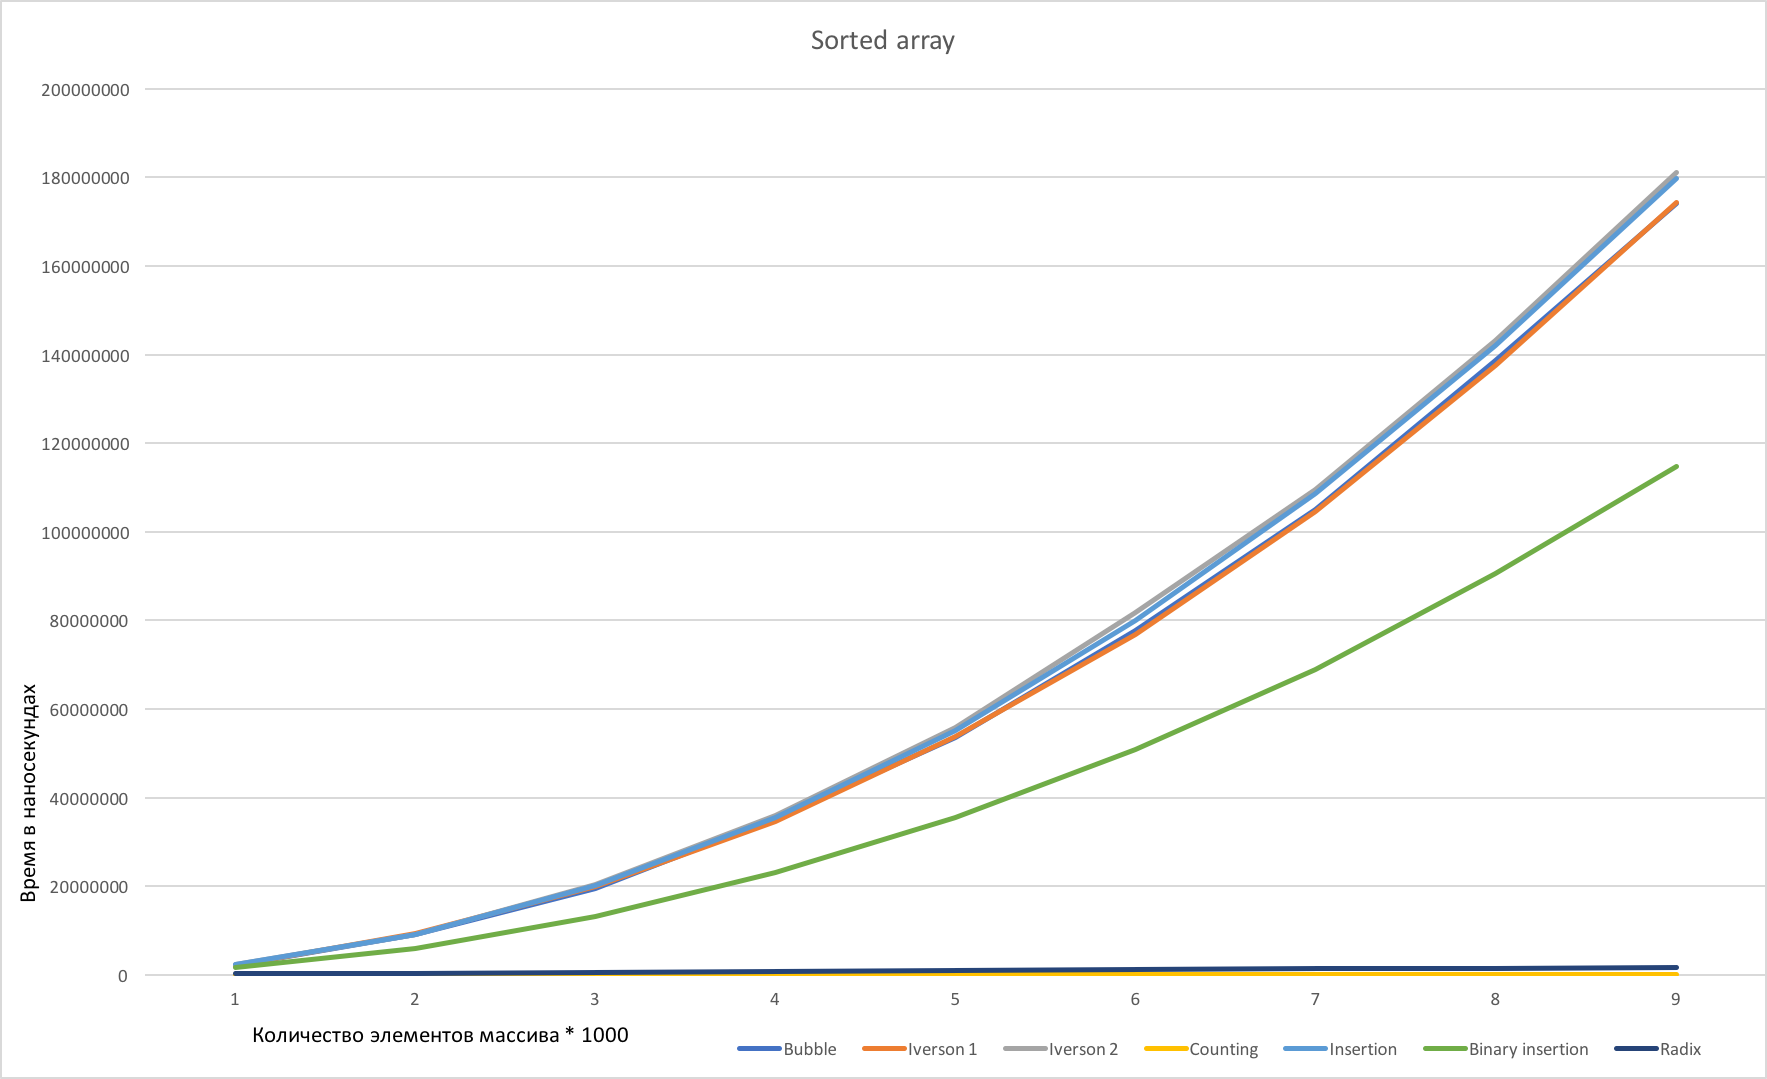 Sorted array
200000000
180000000
160000000
140000000
120000000
100000000
80000000
60000000
40000000
20000000
0
Время в наносекундах
1 2 3 4 5 6 7 8 9
Количество элементов массива * 1000
Bubble Iverson 1 Iverson 2 Counting Insertion Binary insertion Radix